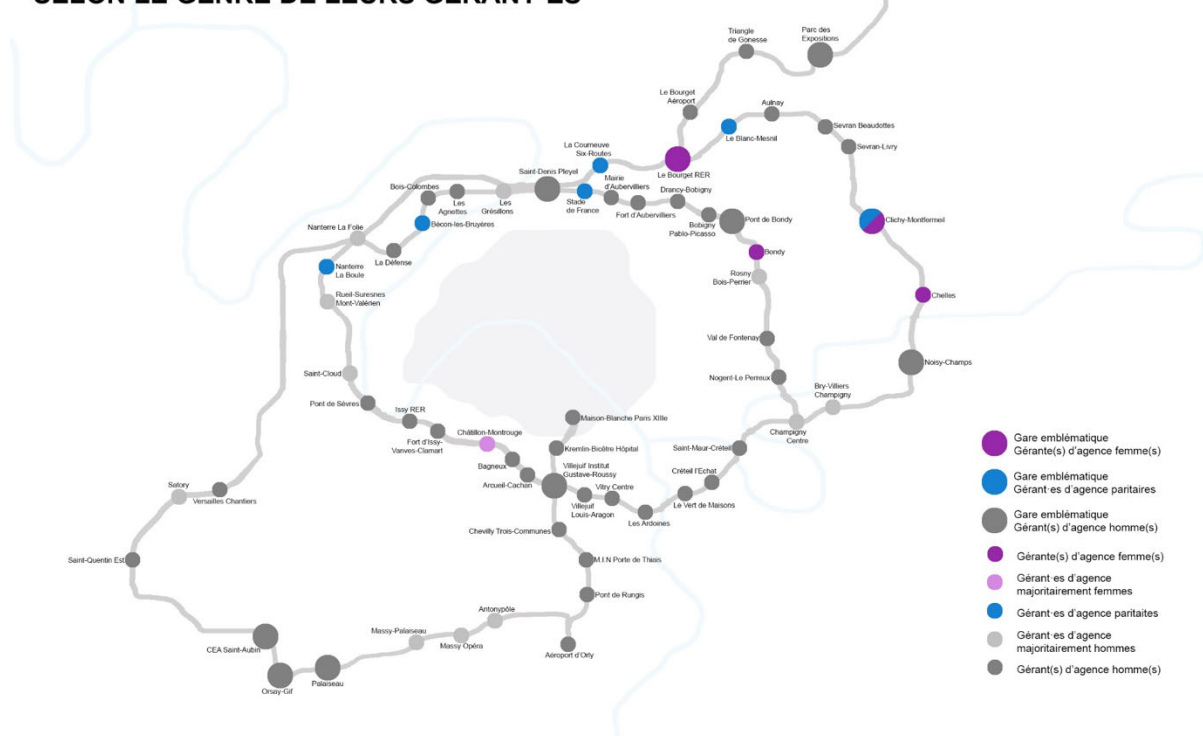 SELON LE GENRE DE LEURS GÉRANT·ES
Triangle
de Gonesse
Parc des
Expositions
Le Bourget
Aéroport
Aulnay
Le Blanc-Mesnil
Sevran Beaudottes
Sevran-Livry
La Courneuve
Six-Routes
Le Bourget RER
Saint-Denis Pleyel
Mairie
d'Aubervilliers
Bois-Colombes
Les
Agnettes
Les
Grésillons
Stade
de France
Fort d'Aubervilliers
Drancy-Bobigny
Bobigny
Pablo-Picasso
Pont de Bondy
Clichy-Montfermeil
Nanterre La Folie
Bécon-les-Bruyères
La Défense
Bondy
Nanterre
La Boule
Rosny
Bois-Perrier
Rueil-Suresnes
Mont-Valérien
Chelles
Val de Fontenay
Noisy-Champs
Saint-Cloud
Nogent-Le Perreux
Bry-Villiers
Champigny
Pont de Sèvres
Issy RER
Maison-Blanche Paris XIIIe
Champigny
Centre
Fort d'Issy-
Vanves-Clamart
Châtillon-Montrouge
Kremlin-Bicêtre Hôpital
Saint-Maur-Créteil
Bagneux
Villejuif Institut
Gustave-Roussy
Créteil l'Echat
Arcueil-Cachan
Vitry Centre
Villejuif
Louis-Aragon
Le Vert de Maisons
Les Ardoines
Satory
Versailles Chantiers
Chevilly Trois-Communes
Saint-Quentin Est
M.I.N Porte de Thiais
Pont de Rungis
Antonypôle
Massy-Palaiseau
Massy Opéra
Aéroport d'Orly
CEA Saint-Aubin
Orsay-Gif
Palaiseau
Gare emblématique
Gérante(s) d'agence femme(s)
Gare emblématique
Gérant·es d'agence paritaires
Gare emblématique
Gérant(s) d'agence homme(s)
Gérante(s) d'agence femme(s)
Gérant·es d'agence
majoritairement femmes
Gérant·es d'agence paritaites
Gérant·es d'agence
majoritairement hommes
Gérant(s) d'agence homme(s)